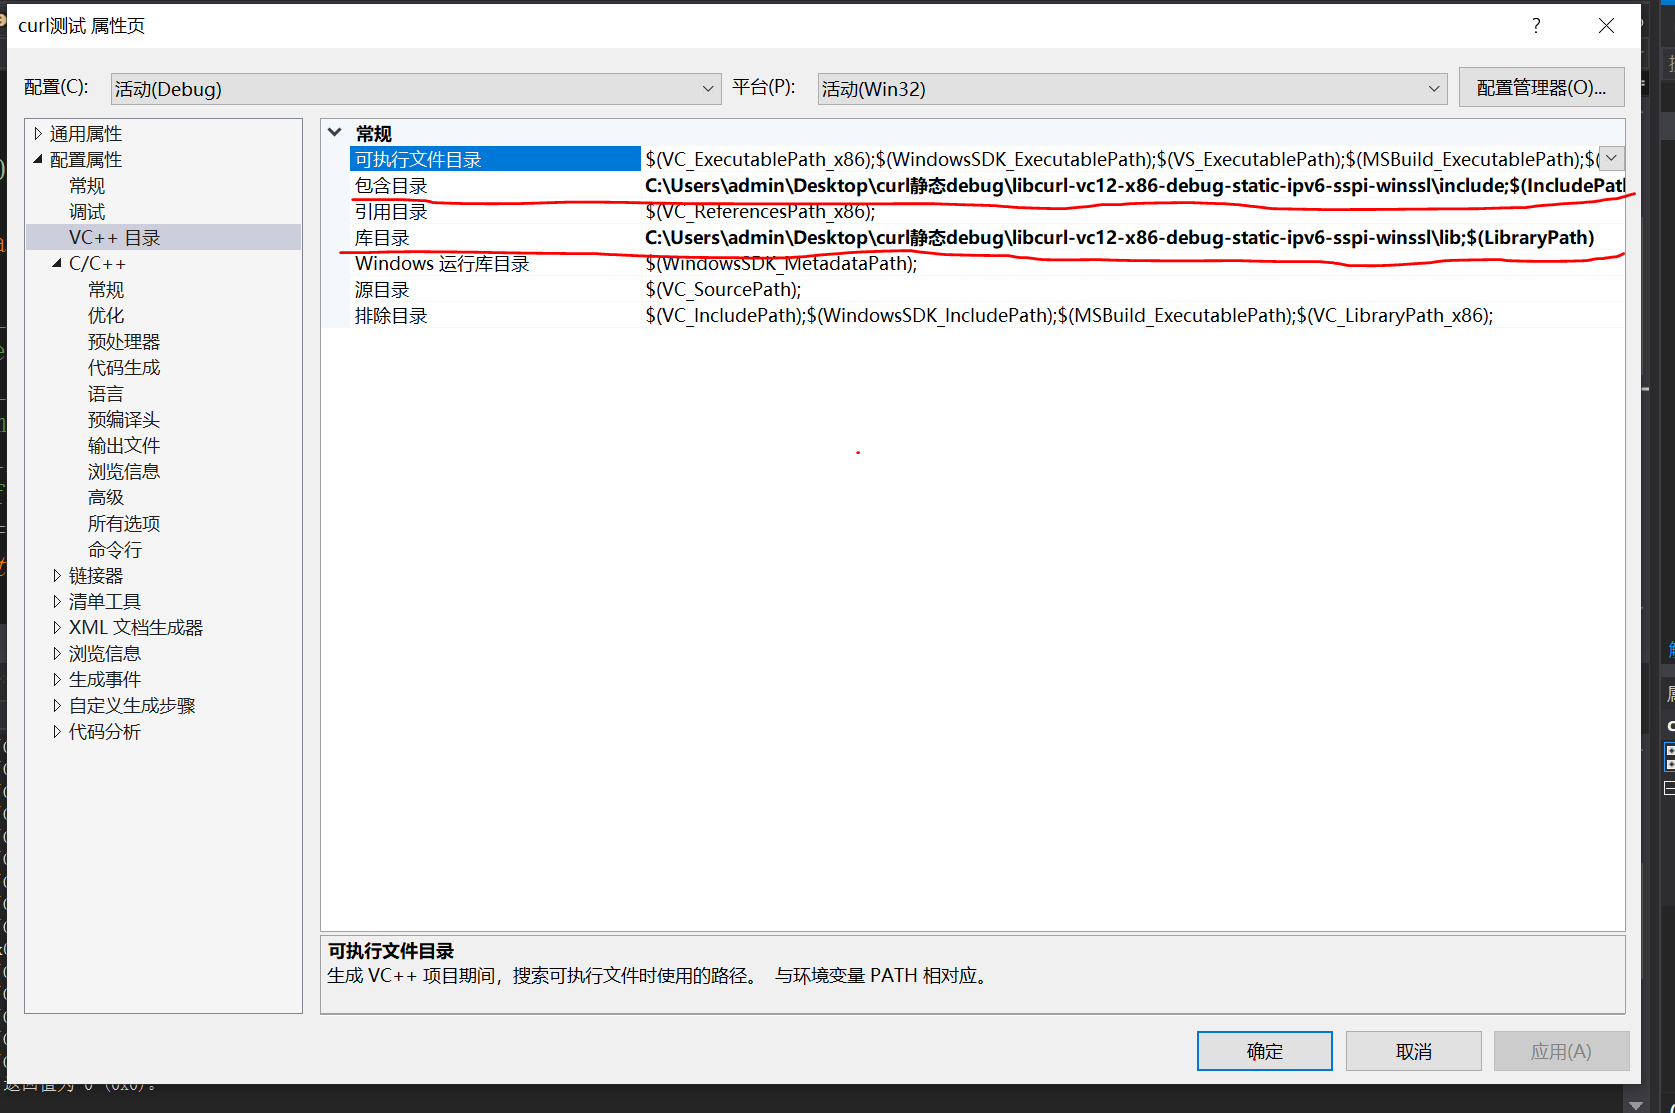 curl测试 属性页
?
配置(C):
活动(Debug)
平台(P):
活动(Win32)
配置管理器(O)...
通用属性
配置属性
常规
调试
VC++ 目录
C/C++
常规
优化
预处理器
代码生成
语言
预编译头
输出文件
浏览信息
高级
所有选项
命令行
链接器
清单工具
XML 文档生成器
浏览信息
生成事件
自定义生成步骤
代码分析
常规
可执行文件目录 $(VC_ExecutablePath_x86);$(WindowsSDK_ExecutablePath);$(VS_ExecutablePath);$(MSBuild_ExecutablePath);$(
包含目录 C:\Users\admin\Desktop\curl静态debug\libcurl-vc12-x86-debug-static-ipv6-sspi-winssl\include;$(IncludePat
引用目录 $(VC_ReferencesPath_x86);
库目录 C:\Users\admin\Desktop\curl静态debug\libcurl-vc12-x86-debug-static-ipv6-sspi-winssl\lib;$(LibraryPath)
Windows 运行库目录 $(WindowsSDK_MetadataPath);
源目录 $(VC_SourcePath);
排除目录 $(VC_IncludePath);$(WindowsSDK_IncludePath);$(MSBuild_ExecutablePath);$(VC_LibraryPath_x86);
可执行文件目录
生成 VC++ 项目期间，搜索可执行文件时使用的路径。 与环境变量 PATH 相对应。
确定
取消
应用(A)